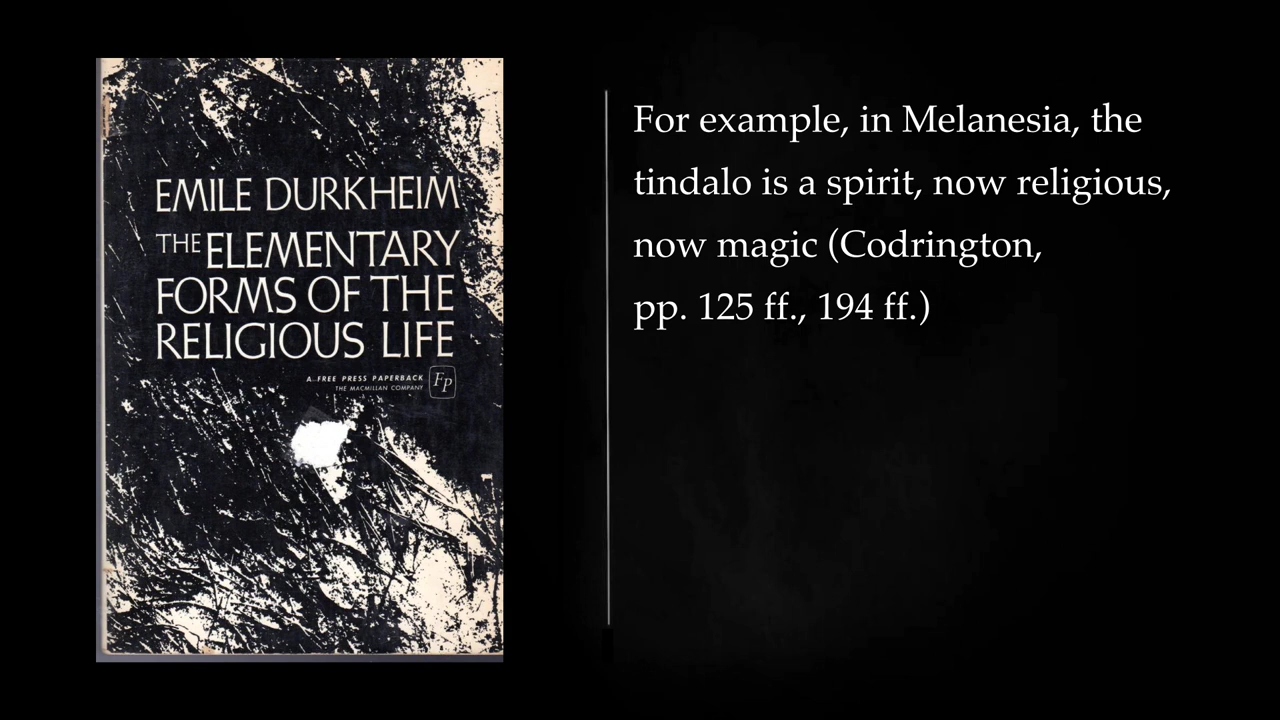 EMILE DURKHEIM
THE ELEMENTARY
FORMS OF THE
RELIGIOUS LIFE
A FREE PRESS PAPERBACK
THE MACMILLAN COMPANY
FP
For example, in Melanesia, the
tindalo is a spirit, now religious,
now magic (Codrington,
pp. 125 ff., 194 ff.)